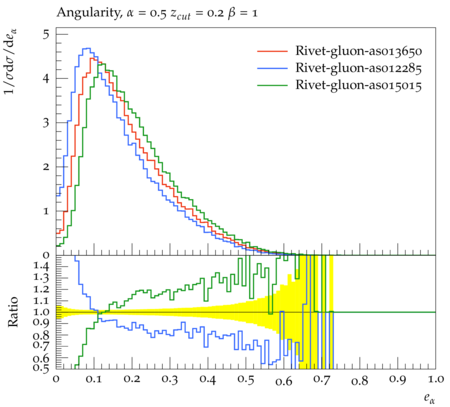 Angularity, α = 0.5 z_cut = 0.2 β = 1
1/σ dσ/de_α
5
4
3
2
1
0
Rivet-gluon-aso13650
Rivet-gluon-aso12285
Rivet-gluon-aso15015
Ratio
1.4
1.3
1.2
1.1
1.0
0.9
0.8
0.7
0.6
0.5
0 0.1 0.2 0.3 0.4 0.5 0.6 0.7 0.8 0.9 1.0
e_α